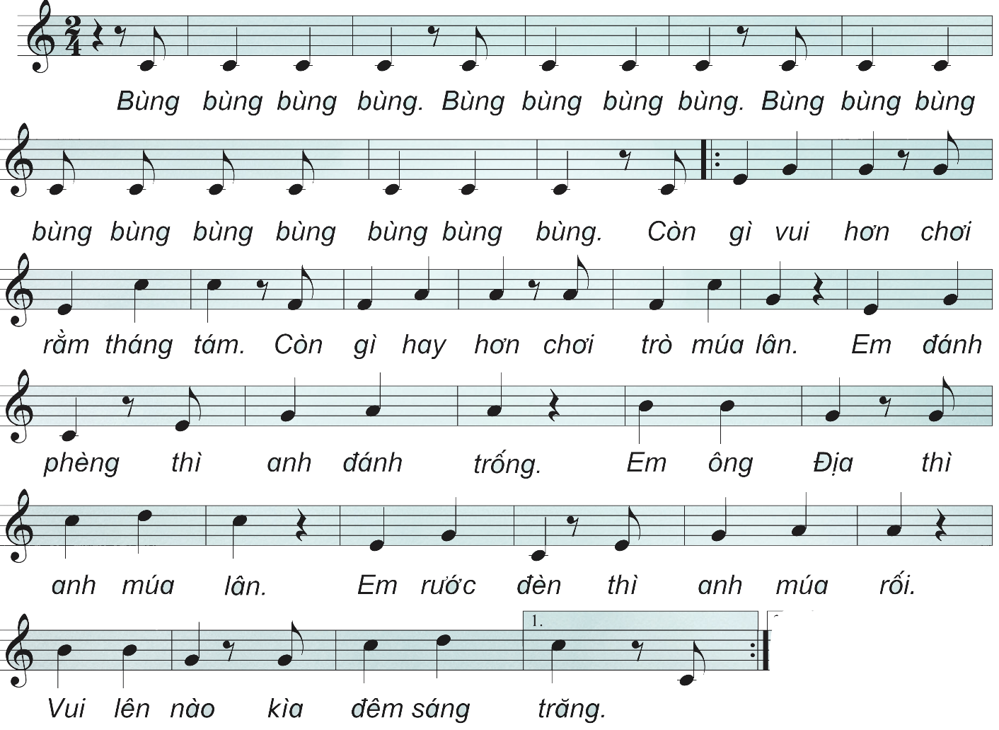 2
4
Bùng bùng bùng bùng. Bùng bùng bùng bùng. Bùng bùng bùng
bùng bùng bùng bùng bùng bùng bùng. Còn gì vui hơn chơi
rằm tháng tám. Còn gì hay hơn chơi trò múa lân. Em đánh
phèng thì anh đánh trống. Em ông Địa thì
anh múa lân. Em rước đèn thì anh múa rối.
1.
Vui lên nào kìa đêm sáng trăng.